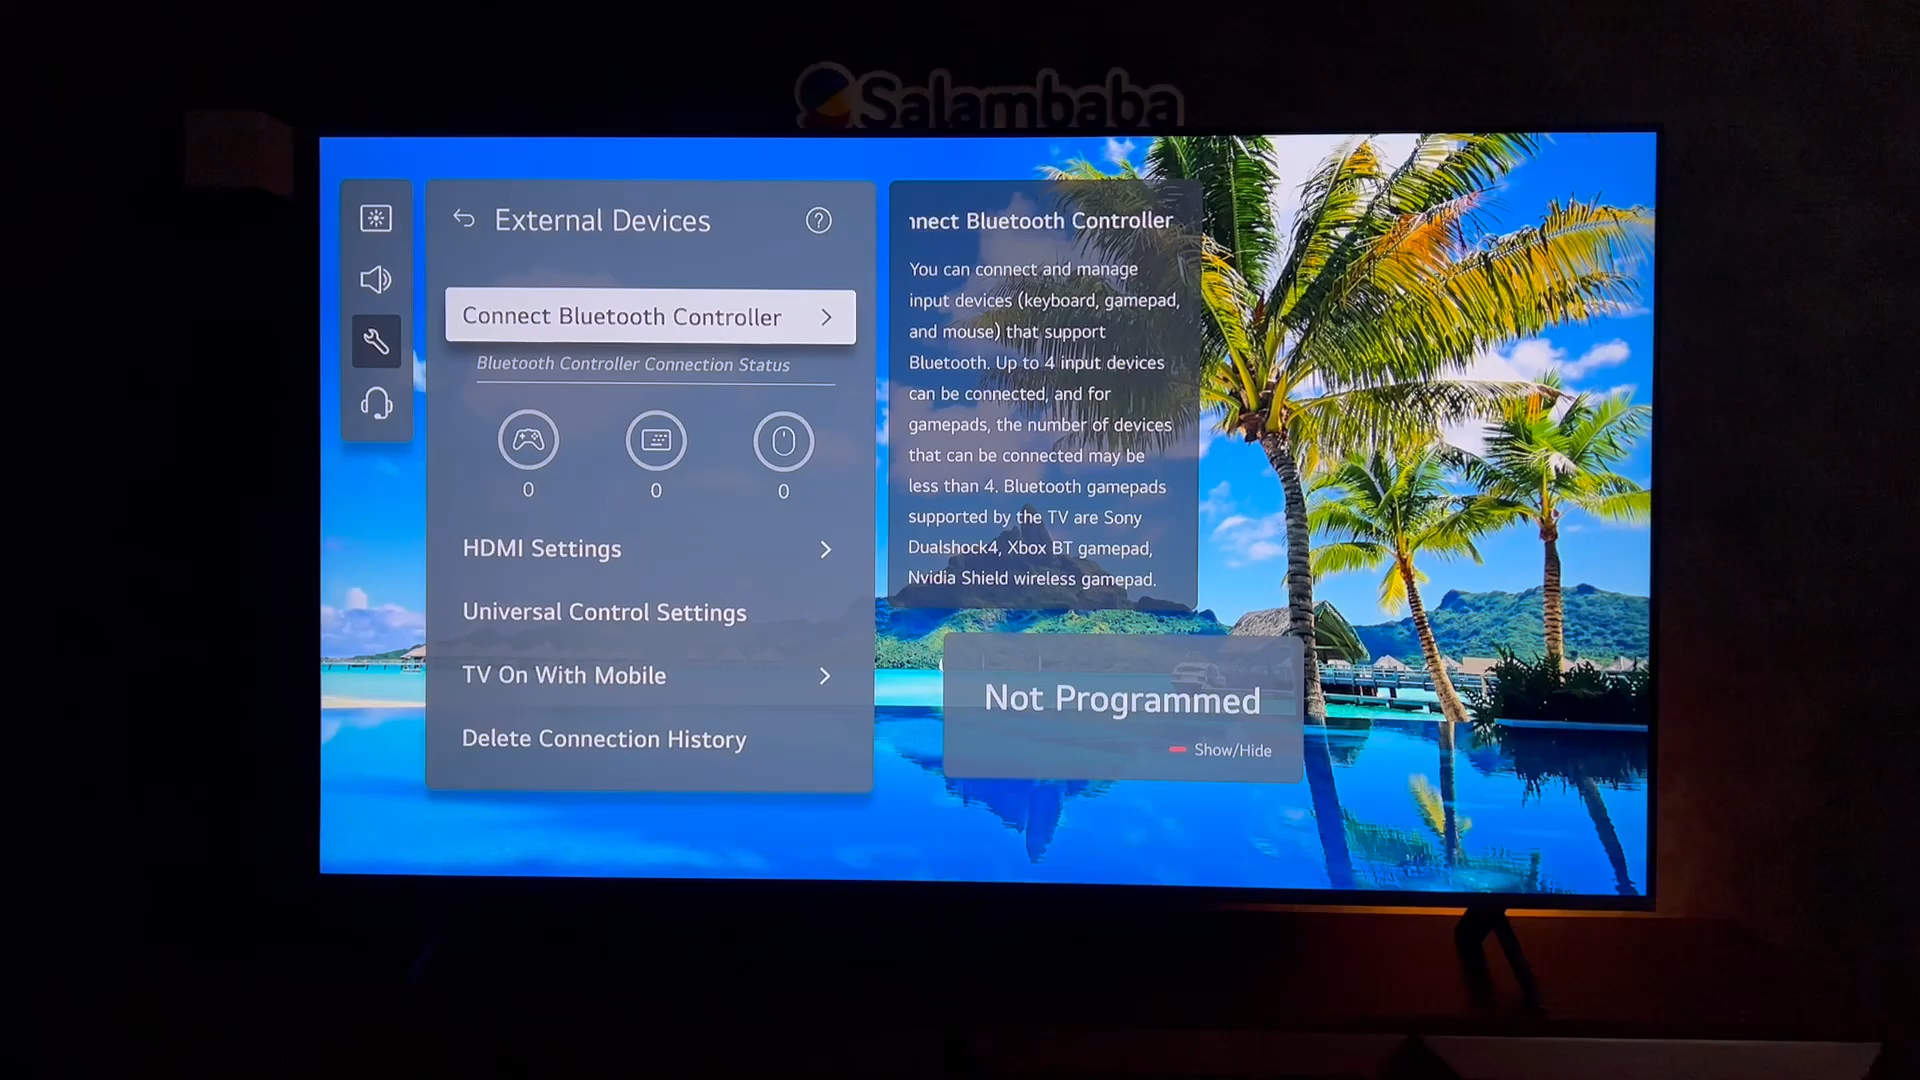 Salambaba
External Devices
?
Connect Bluetooth Controller
Bluetooth Controller Connection Status
0 0 0
HDMI Settings
Universal Control Settings
TV On With Mobile
Delete Connection History
nnect Bluetooth Controller
You can connect and manage
input devices (keyboard, gamepad,
and mouse) that support
Bluetooth. Up to 4 input devices
can be connected, and for
gamepads, the number of devices
that can be connected may be
less than 4. Bluetooth gamepads
supported by the TV are Sony
Dualshock4, Xbox BT gamepad,
Nvidia Shield wireless gamepad.
Not Programmed
Show/Hide